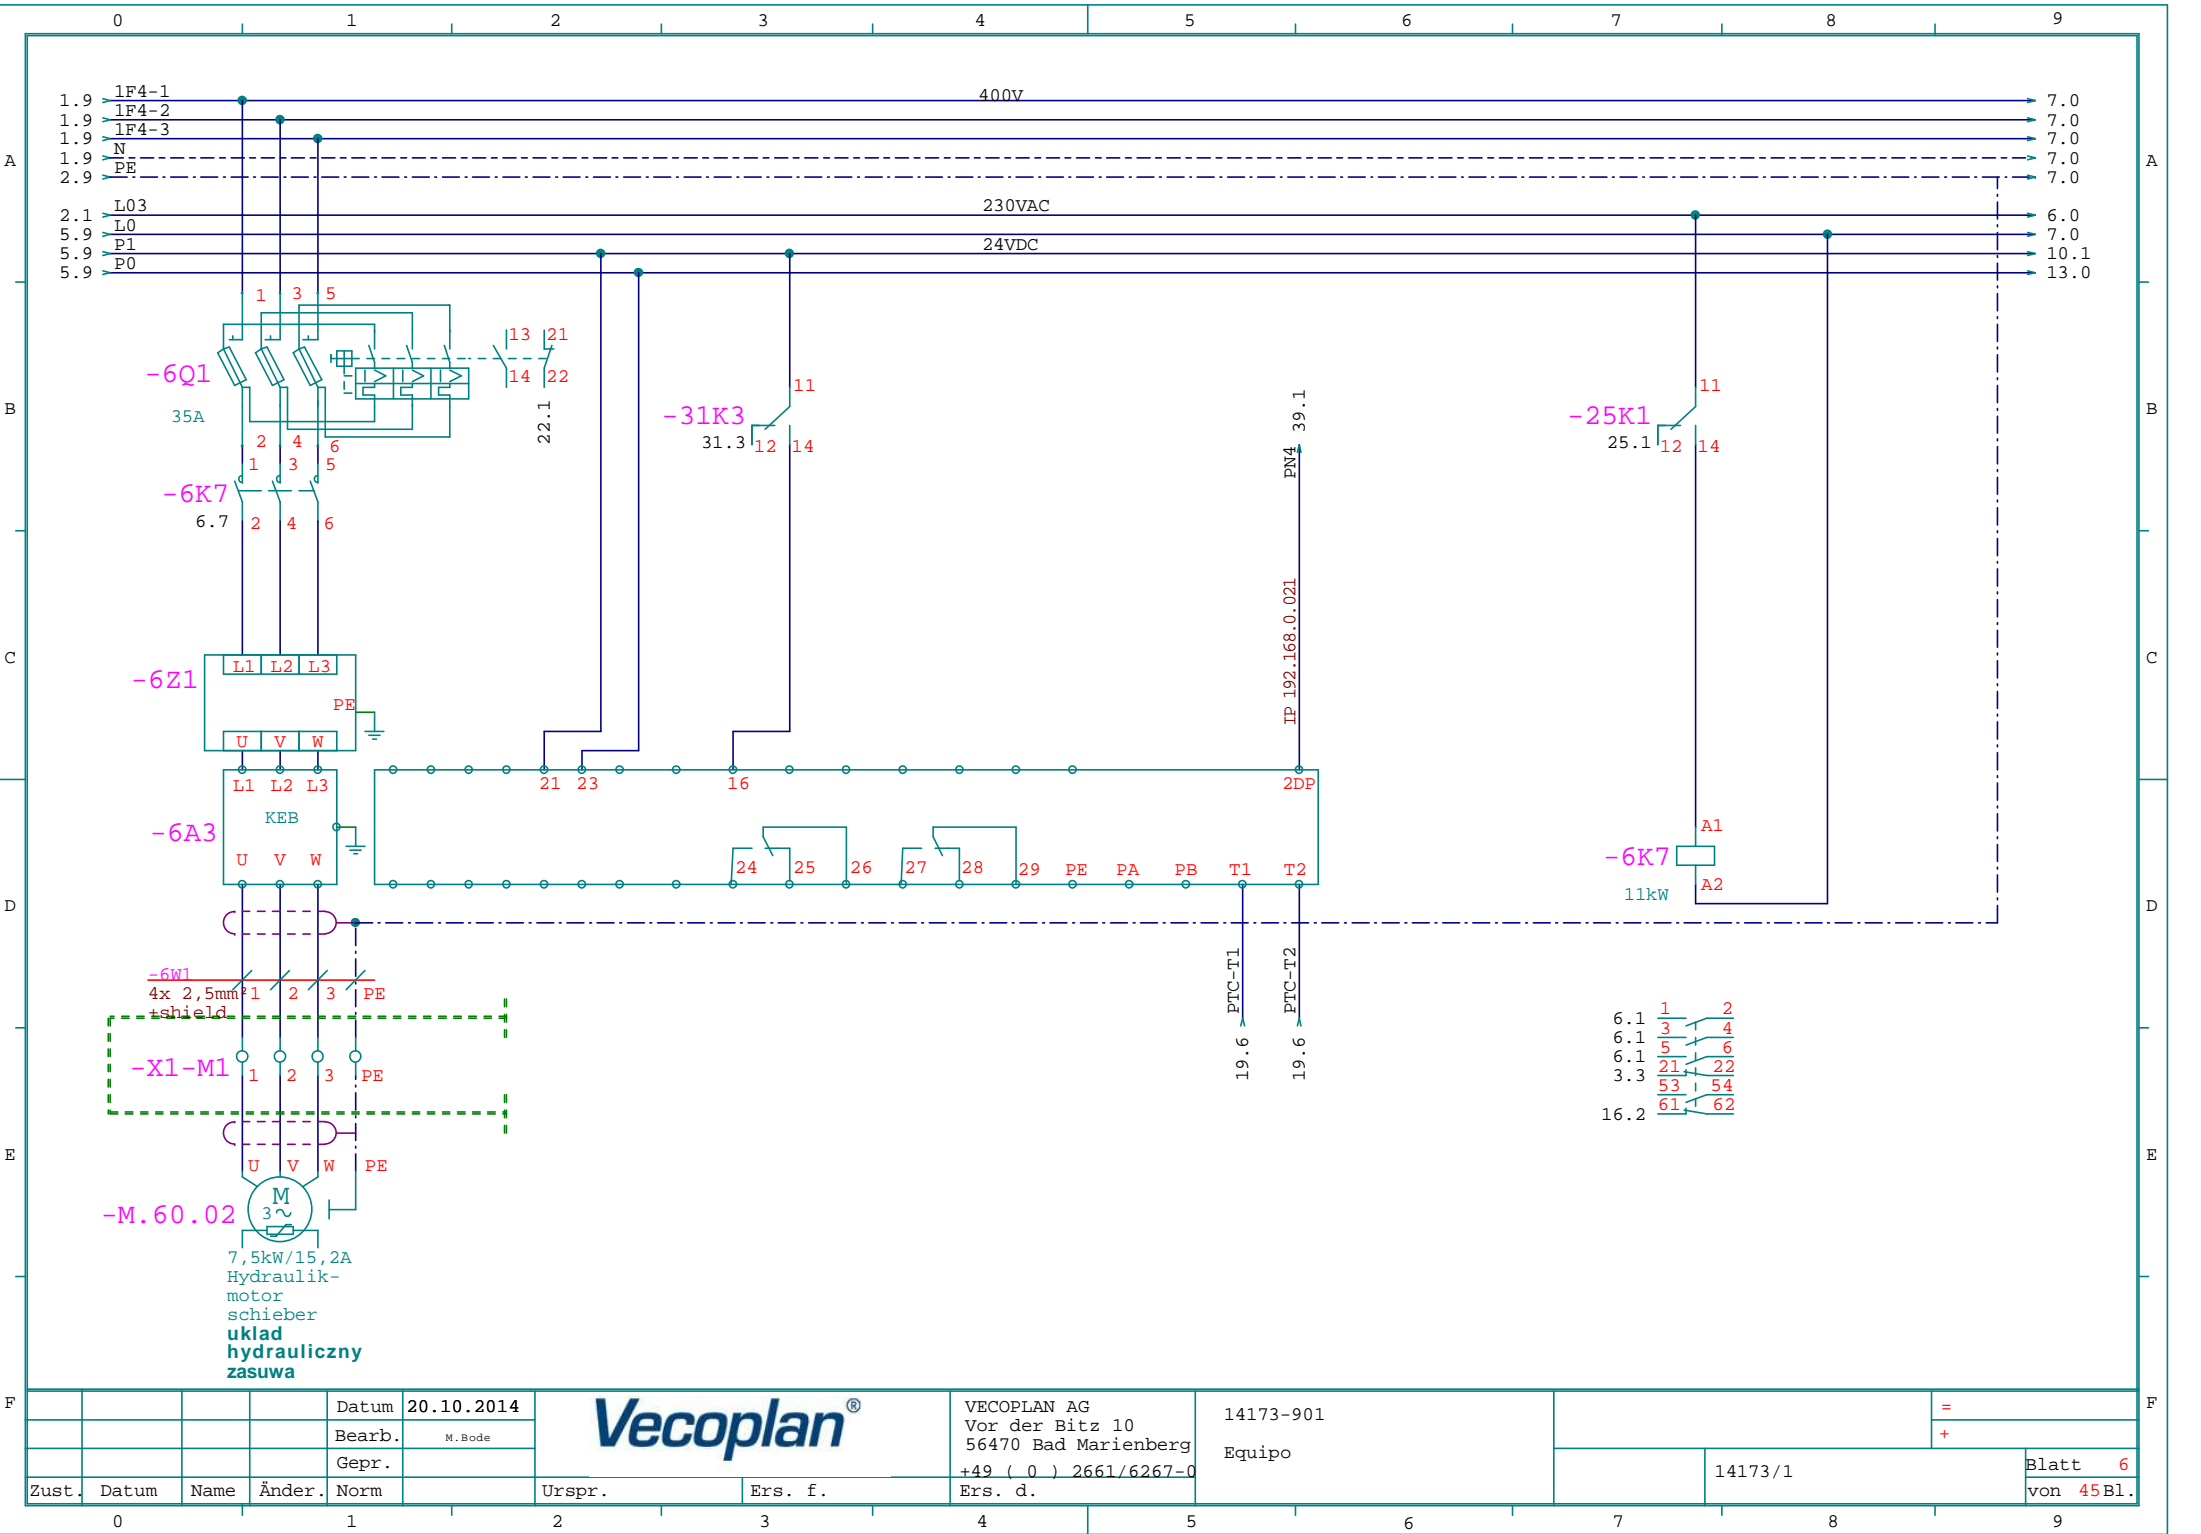 0 1 2 3 4 5 6 7 8 9
1.9 1F4-1 400V 7.0
1.9 1F4-2 7.0
1.9 1F4-3 7.0
A 1.9 N 7.0 A
2.9 PE 7.0
2.1 L03 230VAC 6.0
5.9 L0 7.0
5.9 P1 24VDC 10.1
5.9 P0 13.0
1 3 5
13 21
-6Q1 14 22
35A
22.1
2 4 6
B B
11
-31K3
31.3 12 14
PN4 39.1
11
-25K1
25.1 12 14
1 3 5
-6K7
6.7 2 4 6
IP 192.168.0.021
C C
L1 L2 L3
-6Z1
PE
U V W
L1 L2 L3
KEB
-6A3
U V W
21 23 16 2DP
24 25 26 27 28 29 PE PA PB T1 T2
A1
-6K7
A2
11kW
D D
PTC-T1 PTC-T2
19.6 19.6
-6W1
4x 2,5mm² 1 2 3 PE
+shield
-X1-M1
1 2 3 PE
6.1 1 2
6.1 3 4
6.1 5 6
3.3 21 22
53 54
16.2 61 62
E E
U V W PE
M
3~
-M.60.02
7,5kW/15,2A
Hydraulik-
motor
schieber
uklad
hydrauliczny
zasuwa
F F
Datum 20.10.2014
Bearb. M.Bode
Gepr.
Zust. Datum Name Änder. Norm
Vecoplan®
Urspr. Ers. f. Ers. d.
VECOPLAN AG
Vor der Bitz 10
56470 Bad Marienberg
+49 ( 0 ) 2661/6267-0
14173-901
Equipo
14173/1
=
+
Blatt 6
von 45 Bl.
0 1 2 3 4 5 6 7 8 9